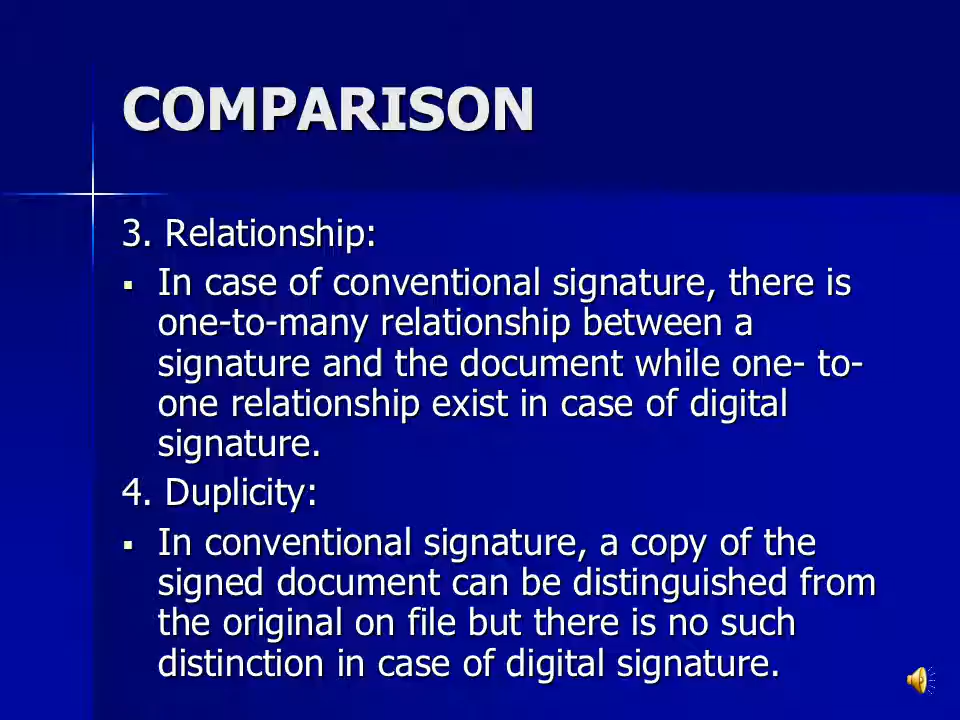 COMPARISON
3. Relationship:
▪ In case of conventional signature, there is
one-to-many relationship between a
signature and the document while one- to-
one relationship exist in case of digital
signature.
4. Duplicity:
▪ In conventional signature, a copy of the
signed document can be distinguished from
the original on file but there is no such
distinction in case of digital signature.